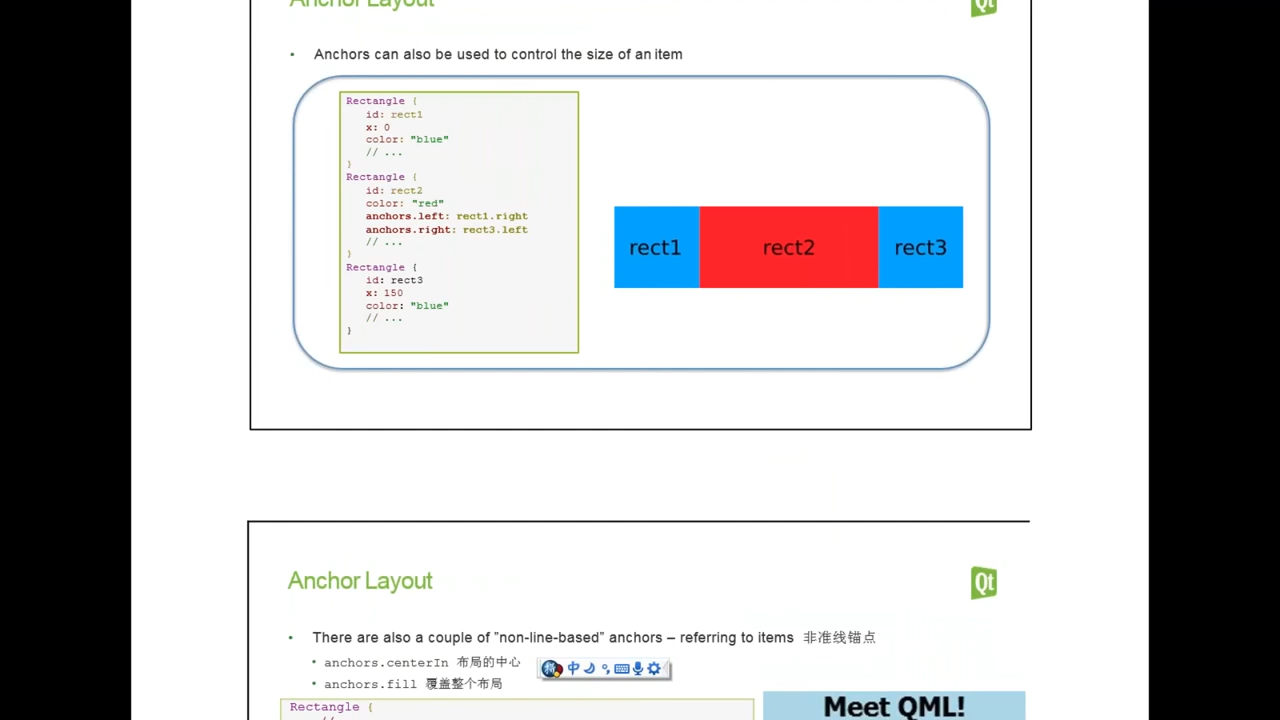 Anchor Layout
Qt
• Anchors can also be used to control the size of an item
Rectangle {
id: rect1
x: 0
color: "blue"
// ...
}
Rectangle {
id: rect2
color: "red"
anchors.left: rect1.right
anchors.right: rect3.left
// ...
}
Rectangle {
id: rect3
x: 150
color: "blue"
// ...
}
rect1 rect2 rect3
Anchor Layout
Qt
• There are also a couple of ”non-line-based” anchors – referring to items 非准线锚点
• anchors.centerIn 布局的中心
中
• anchors.fill 覆盖整个布局
Rectangle {
//
Meet QML!